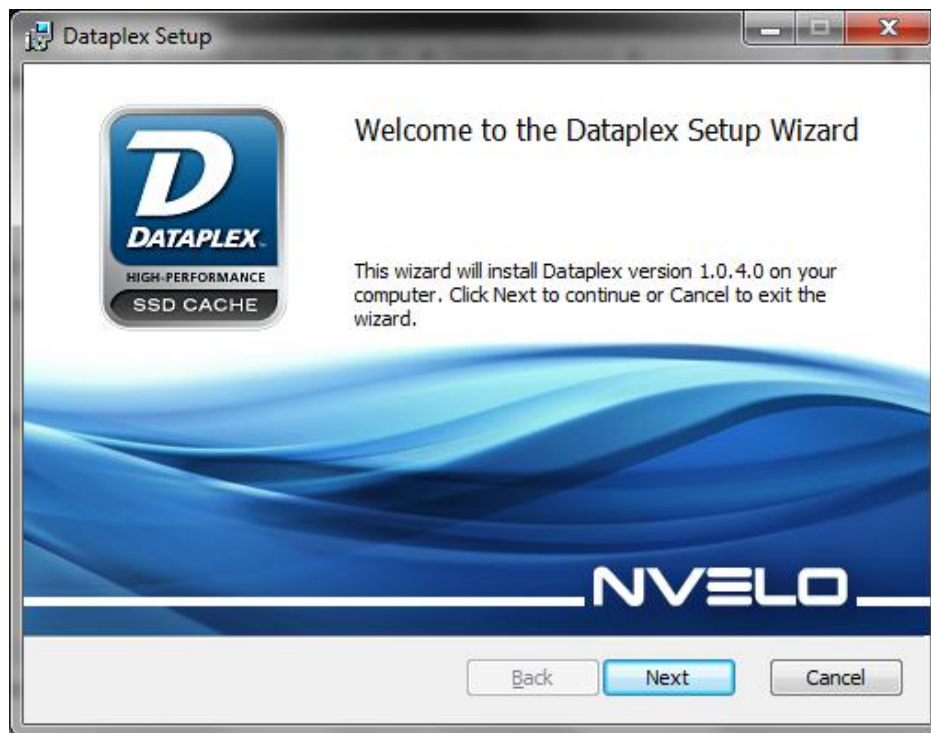 Dataplex Setup
Welcome to the Dataplex Setup Wizard
D
DATAPLEX™
HIGH-PERFORMANCE
SSD CACHE
This wizard will install Dataplex version 1.0.4.0 on your
computer. Click Next to continue or Cancel to exit the
wizard.
NVELO
Back
Next
Cancel